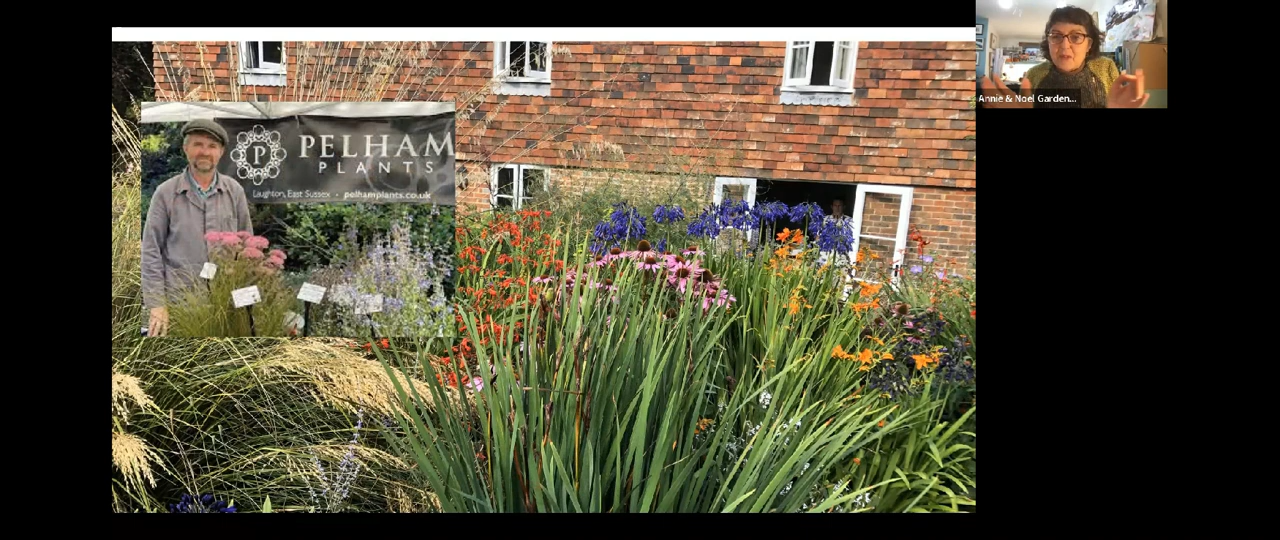 P PELHAM
PLANTS
Laughton, East Sussex · pelhamplants.co.uk
Annie & Noel Garden...